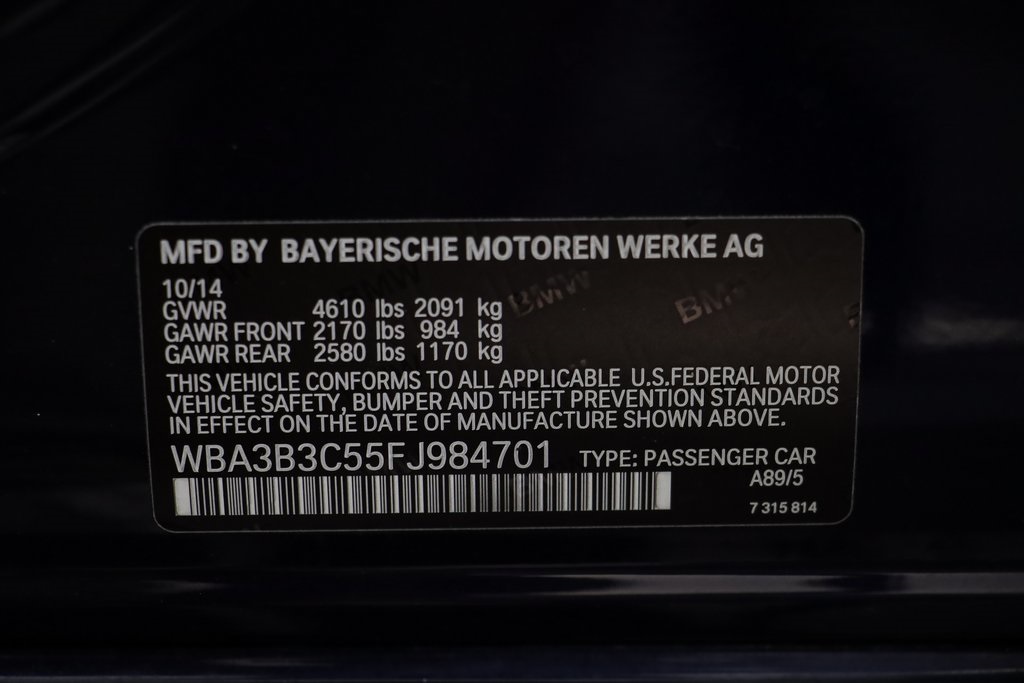 MFD BY BAYERISCHE MOTOREN WERKE AG
10/14
GVWR 4610 lbs 2091 kg
GAWR FRONT 2170 lbs 984 kg
GAWR REAR 2580 lbs 1170 kg
BMW
BMW
BMW
THIS VEHICLE CONFORMS TO ALL APPLICABLE U.S.FEDERAL MOTOR
VEHICLE SAFETY, BUMPER AND THEFT PREVENTION STANDARDS
IN EFFECT ON THE DATE OF MANUFACTURE SHOWN ABOVE.
WBA3B3C55FJ984701 TYPE: PASSENGER CAR
A89/5
7 315 814